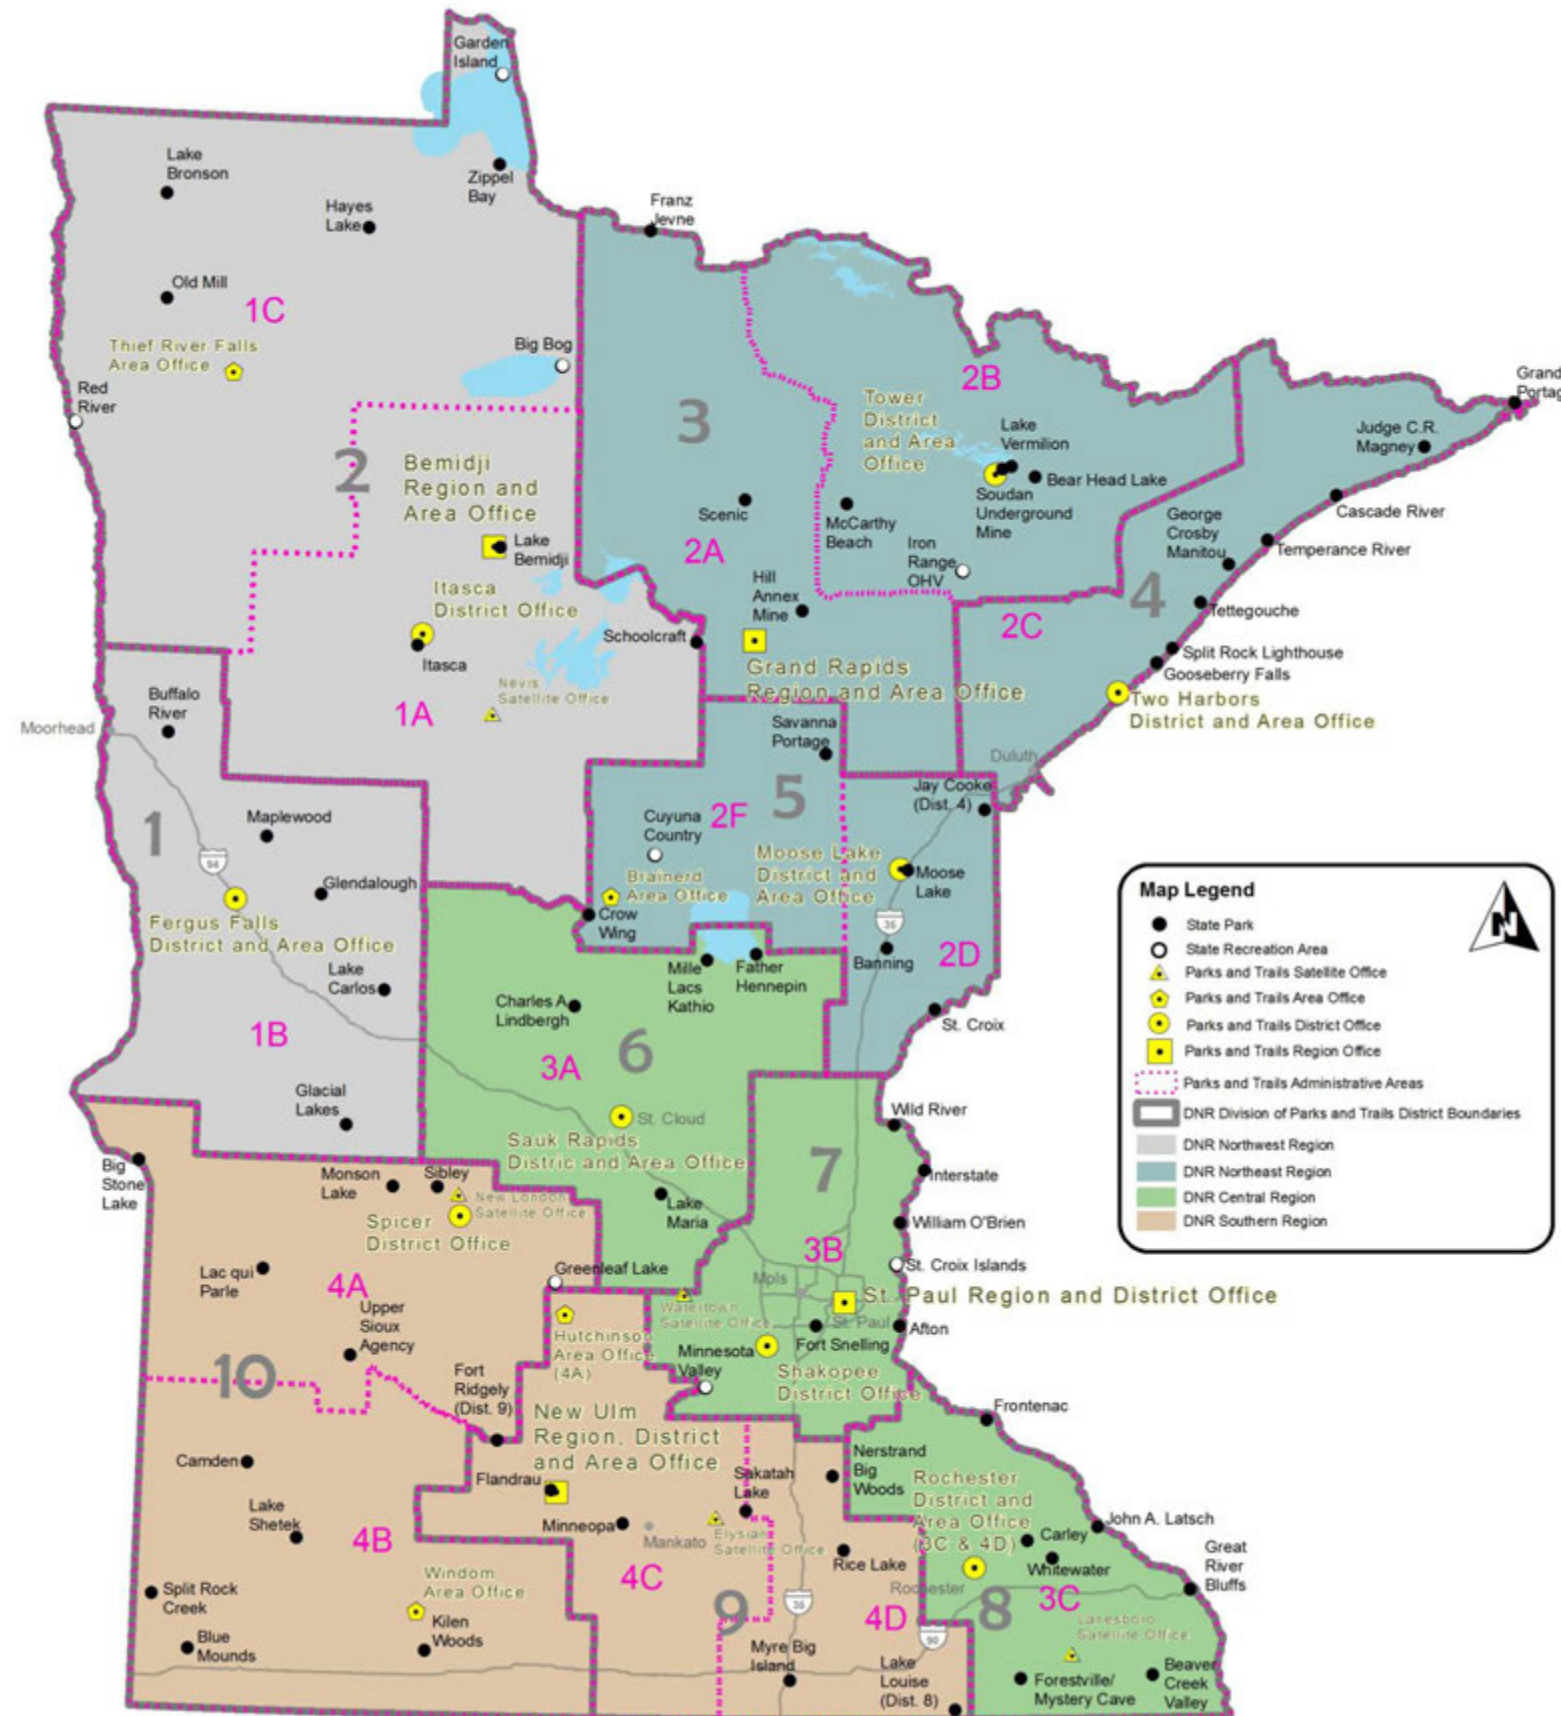 Garden
Island
Lake
Bronson
Zippel
Bay
Hayes
Lake
Franz
Jevne
Old Mill
1C
Thief River Falls
Area Office
Big Bog
Red
River
2B
Grand
Portag
3
Tower
District
and Area
Office
Lake
Vermilion
Judge C.R.
Magney
2
Bemidji
Region and
Area Office
Bear Head Lake
Scenic
McCarthy
Beach
Soudan
Underground
Mine
Cascade River
George
Crosby
Manitou
Lake
Bemidji
2A
Iron
Range
OHV
Temperance River
Itasca
District Office
Hill
Annex
Mine
4
Tettegouche
2C
Schoolcraft
Itasca
Grand Rapids
Region and Area Office
Split Rock Lighthouse
Gooseberry Falls
Nevis
Satellite Office
Buffalo
River
1A
Two Harbors
District and Area Office
Moorhead
Savanna
Portage
Duluth
Jay Cooke
(Dist. 4)
5
1
Maplewood
Cuyuna
Country
2F
94
Moose Lake
District and
Area Office
Moose
Lake
Glendalough
Brainerd
Area Office
Fergus Falls
District and Area Office
Crow
Wing
35
2D
Banning
Lake
Carlos
Mille
Lacs
Kathio
Father
Hennepin
Charles A.
Lindbergh
St. Croix
1B
6
3A
Glacial
Lakes
St. Cloud
Wild River
Sauk Rapids
Distric and Area Office
Big
Stone
Lake
Monson
Lake
Sibley
7
Interstate
New London
Satellite Office
Lake
Maria
Spicer
District Office
William O'Brien
3B
Lac qui
Parle
Greenleaf Lake
Mpls
St. Croix Islands
4A
St. Paul Region and District Office
Upper
Sioux
Agency
Watertown
Satellite Office
St. Paul
Afton
Hutchinson
Area Office
(4A)
Minnesota
Valley
Fort Snelling
10
Fort
Ridgely
(Dist. 9)
Shakopee
District Office
New Ulm
Region, District
and Area Office
Frontenac
Camden
Nerstrand
Big
Woods
Flandrau
Sakatah
Lake
Rochester
District and
Area Office
(3C & 4D)
Lake
Shetek
4B
Minneopa
Mankato
Elysian
Satellite Office
Carley
John A. Latsch
Whitewater
Great
River
Bluffs
Rice Lake
4C
Windom
Area Office
Split Rock
Creek
Rochester
35
9
4D
8
3C
Kilen
Woods
Blue
Mounds
90
Lanesboro
Satellite Office
Myre Big
Island
Lake
Louise
(Dist. 8)
Forestville/
Mystery Cave
Beaver
Creek
Valley
Map Legend
N
State Park
State Recreation Area
Parks and Trails Satellite Office
Parks and Trails Area Office
Parks and Trails District Office
Parks and Trails Region Office
Parks and Trails Administrative Areas
DNR Division of Parks and Trails District Boundaries
DNR Northwest Region
DNR Northeast Region
DNR Central Region
DNR Southern Region